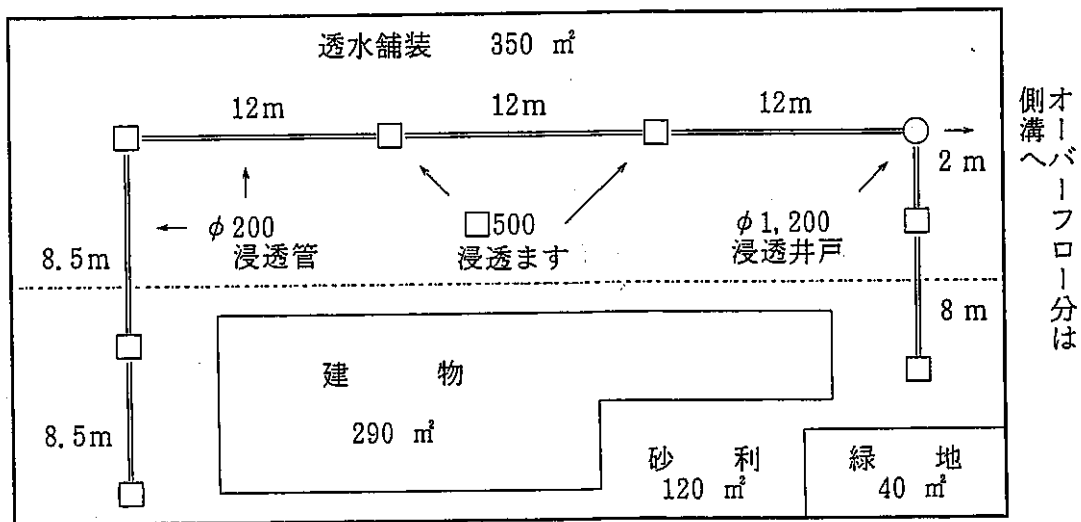 透水舗装 350 ㎡
12m 12m 12m
2 m
φ200
浸透管
□500
浸透ます
φ1,200
浸透井戸
8.5m
8 m
建物
290 ㎡
8.5m
砂利
120 ㎡
緑地
40 ㎡
オーバーフロー分は
側溝へ